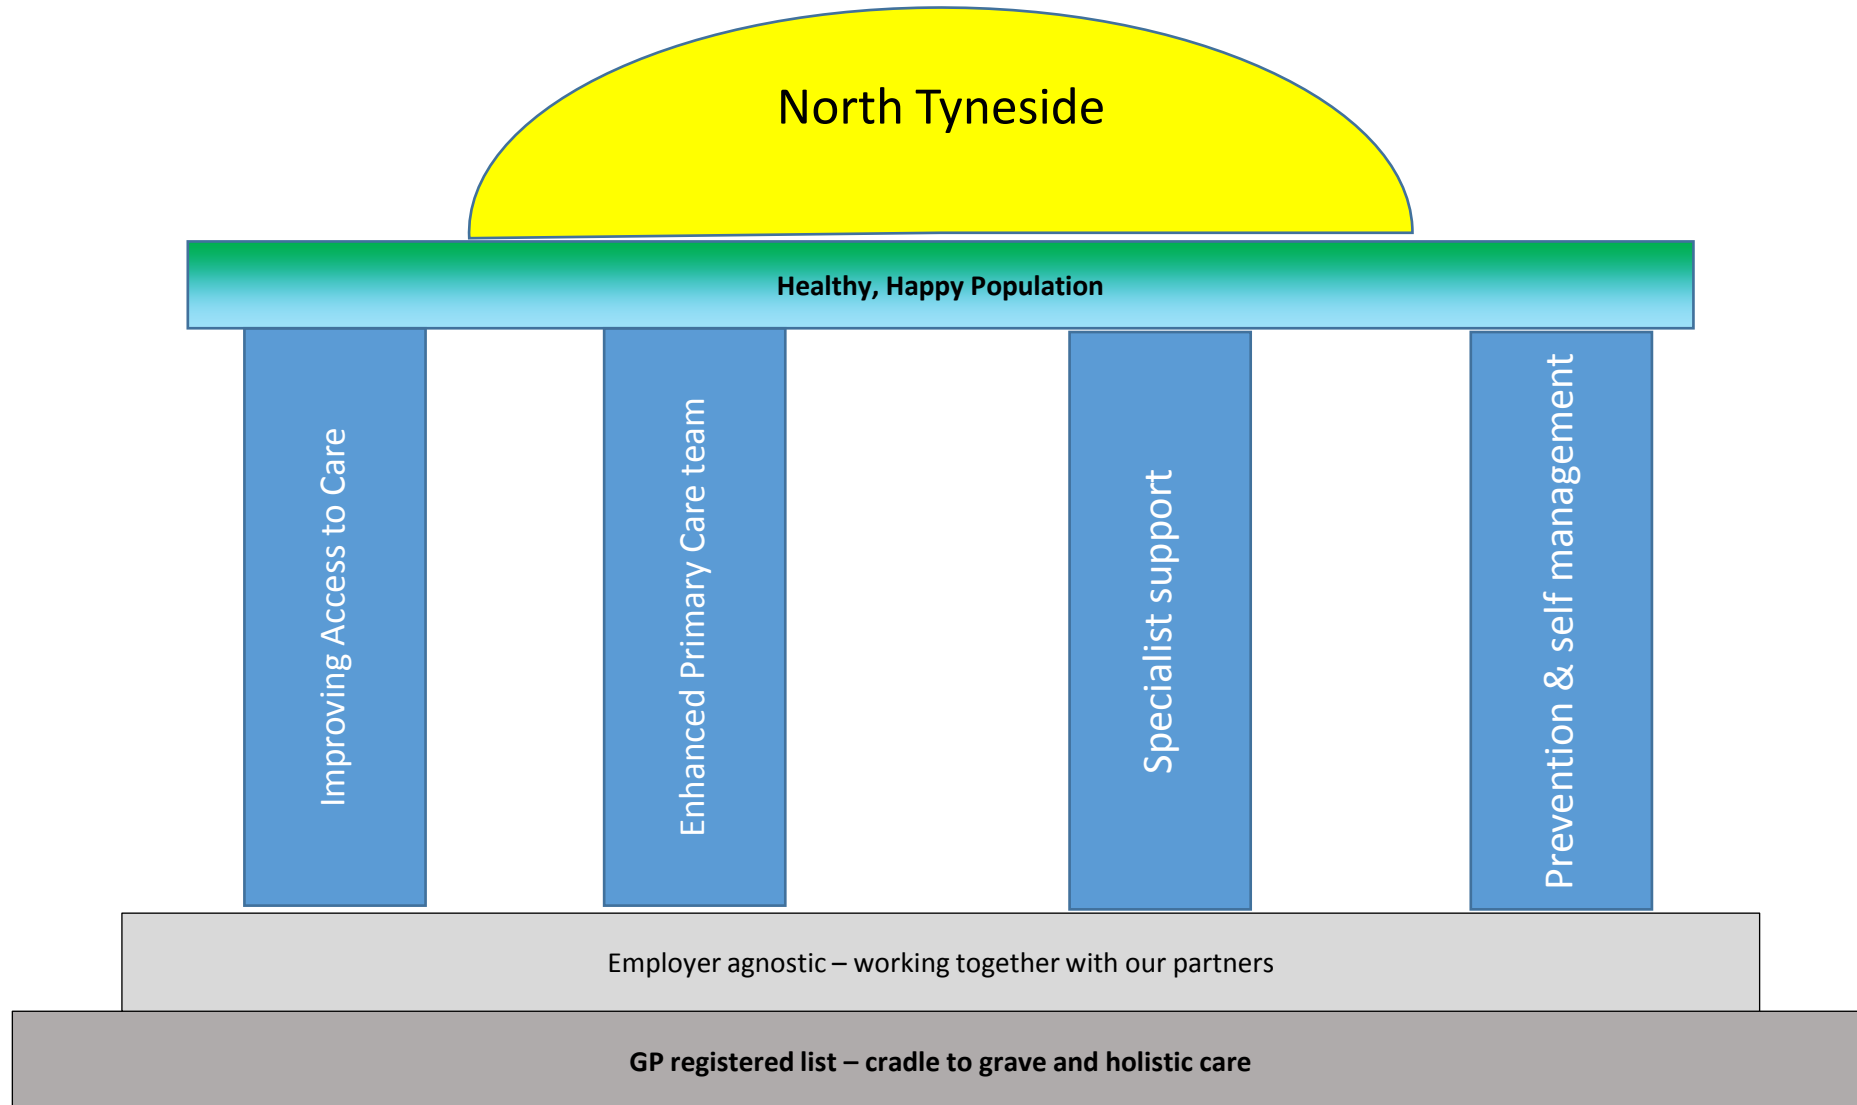 North Tyneside
Healthy, Happy Population
Improving Access to Care
Enhanced Primary Care team
Specialist support
Prevention & self management
Employer agnostic – working together with our partners
GP registered list – cradle to grave and holistic care